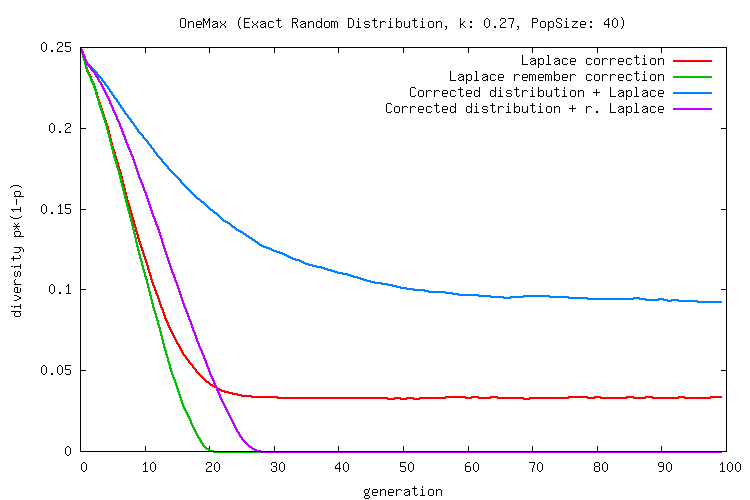 OneMax (Exact Random Distribution, k: 0.27, PopSize: 40)
Laplace correction
Laplace remember correction
Corrected distribution + Laplace
Corrected distribution + r. Laplace
diversity p*(1-p)
0.25
0.2
0.15
0.1
0.05
0
0 10 20 30 40 50 60 70 80 90 100
generation